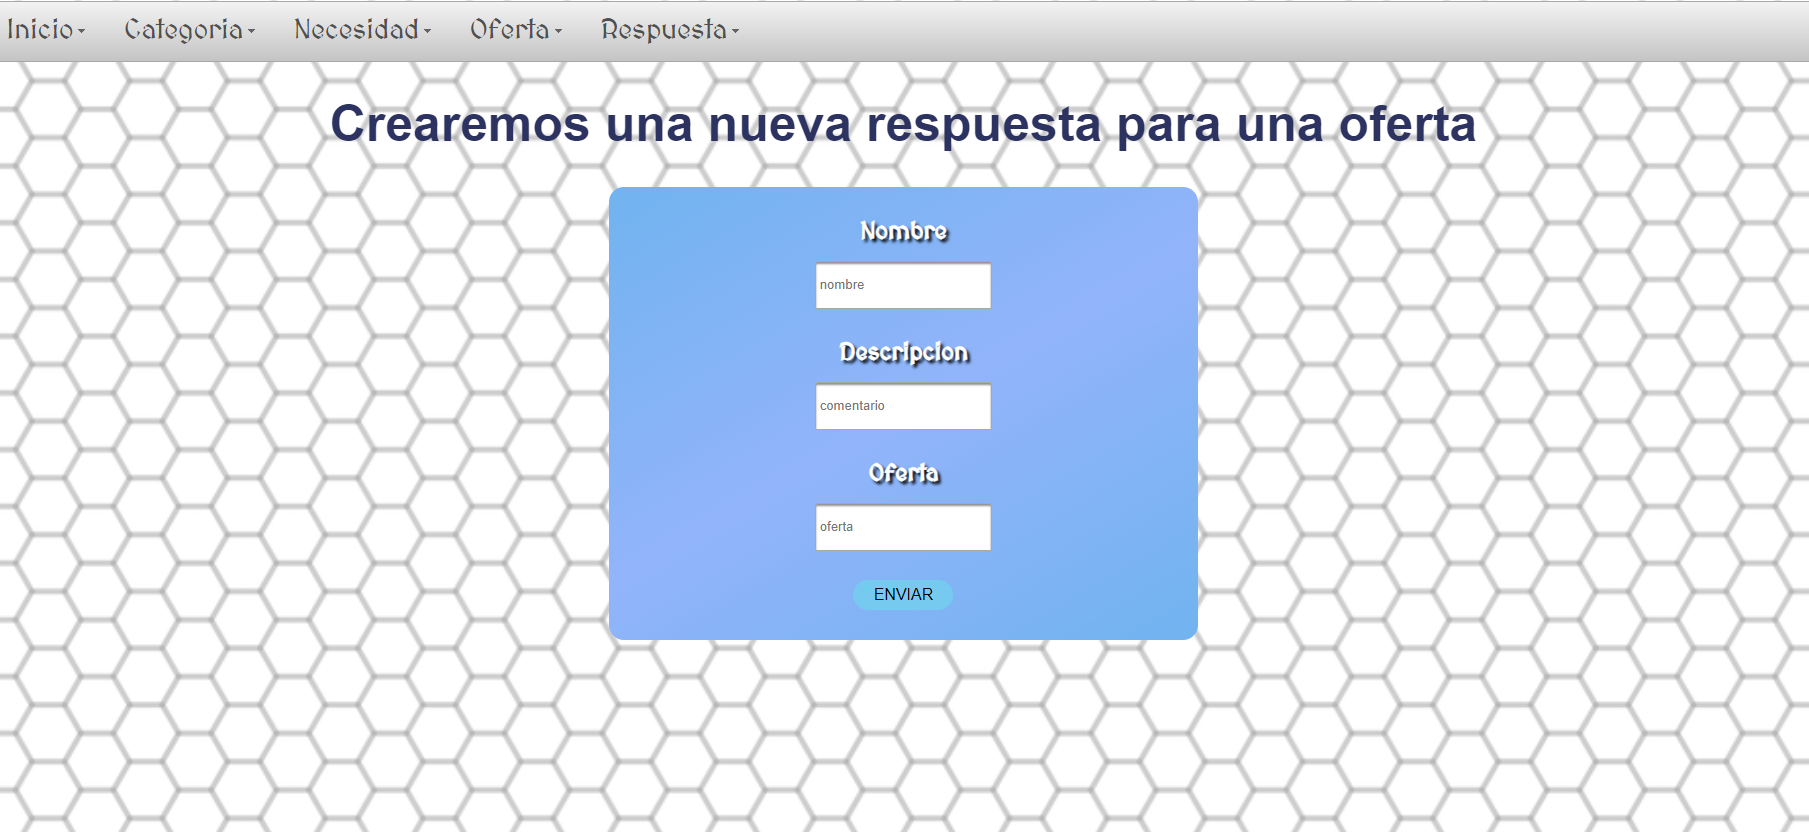 Inicio Categoria Necesidad Oferta Respuesta
Crearemos una nueva respuesta para una oferta
Nombre
nombre
Descripcion
comentario
Oferta
oferta
ENVIAR